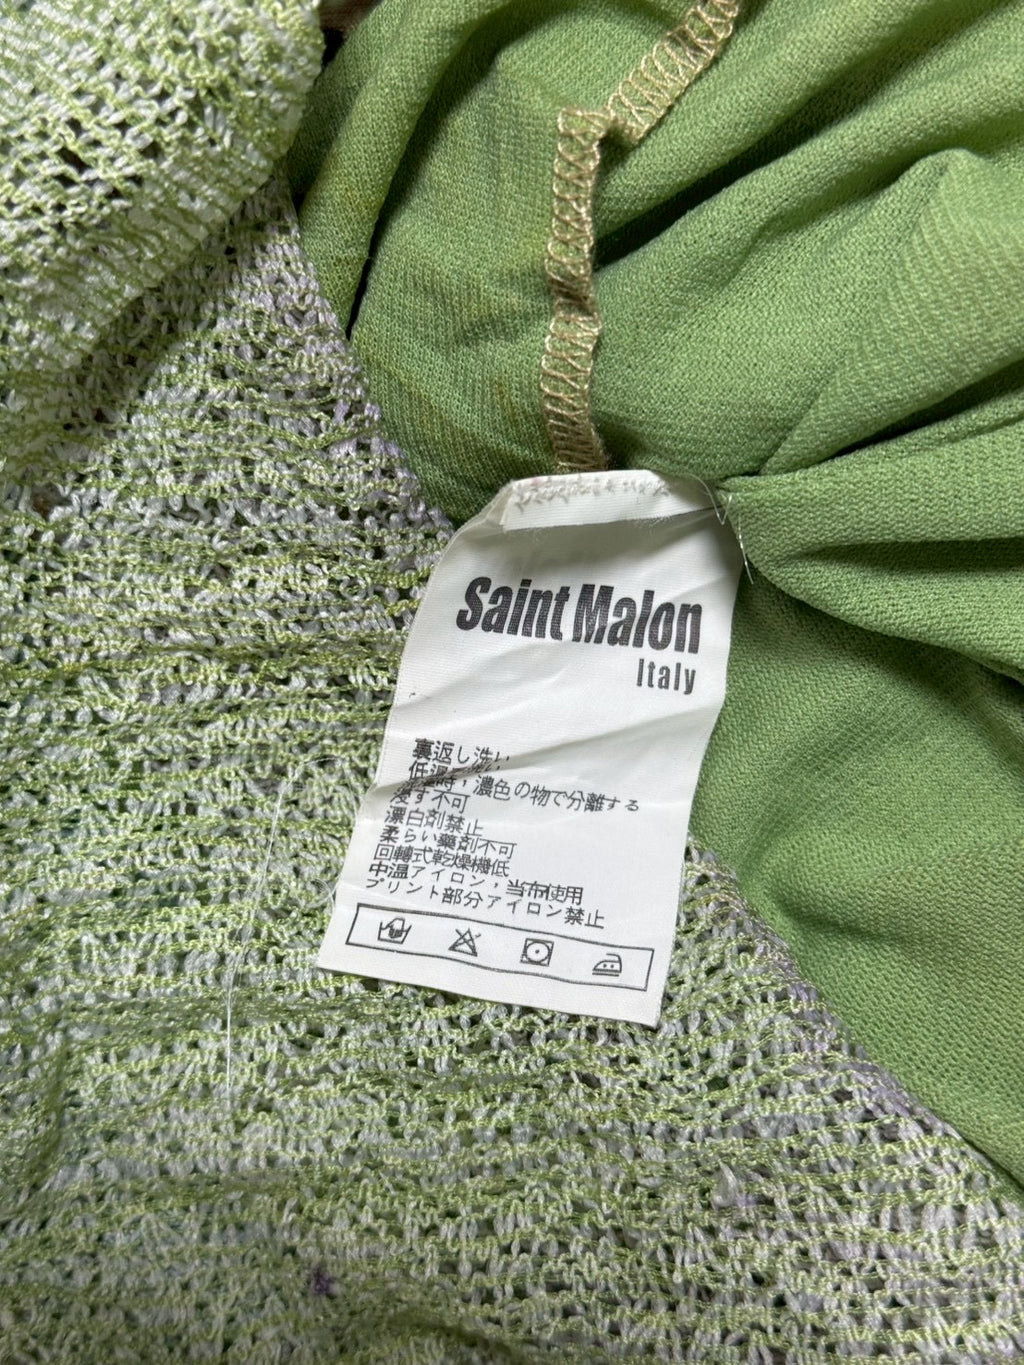 Saint Malon
Italy
裏返し洗い
低温時，濃色の物で分離する
浸す不可
漂白剤禁止
柔らい藥剤不可
回轉式乾燥機低
中温アイロン，当布使用
プリント部分アイロン禁止